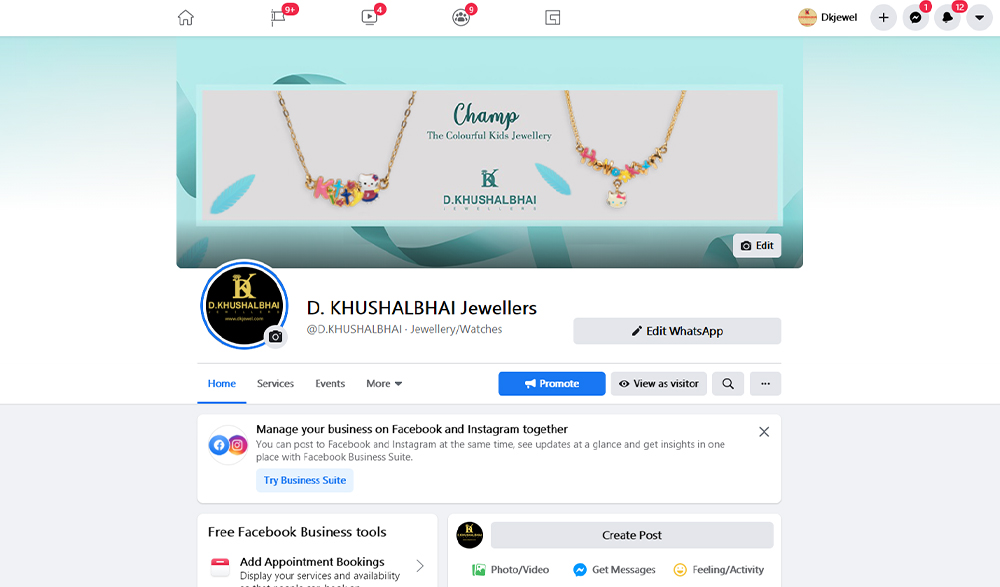 9+
4
9
Dkjewel
1
12
Champ
The Colourful Kids Jewellery
D.KHUSHALBHAI
JEWELLERS
Edit
D.KHUSHALBHAI
JEWELLERS
www.dkjewel.com
D. KHUSHALBHAI Jewellers
@D.KHUSHALBHAI · Jewellery/Watches
Edit WhatsApp
Home Services Events More
Promote View as visitor
Manage your business on Facebook and Instagram together
You can post to Facebook and Instagram at the same time, see updates at a glance and get insights in one
place with Facebook Business Suite.
Try Business Suite
Free Facebook Business tools
Add Appointment Bookings
Display your services and availability
Create Post
Photo/Video Get Messages Feeling/Activity